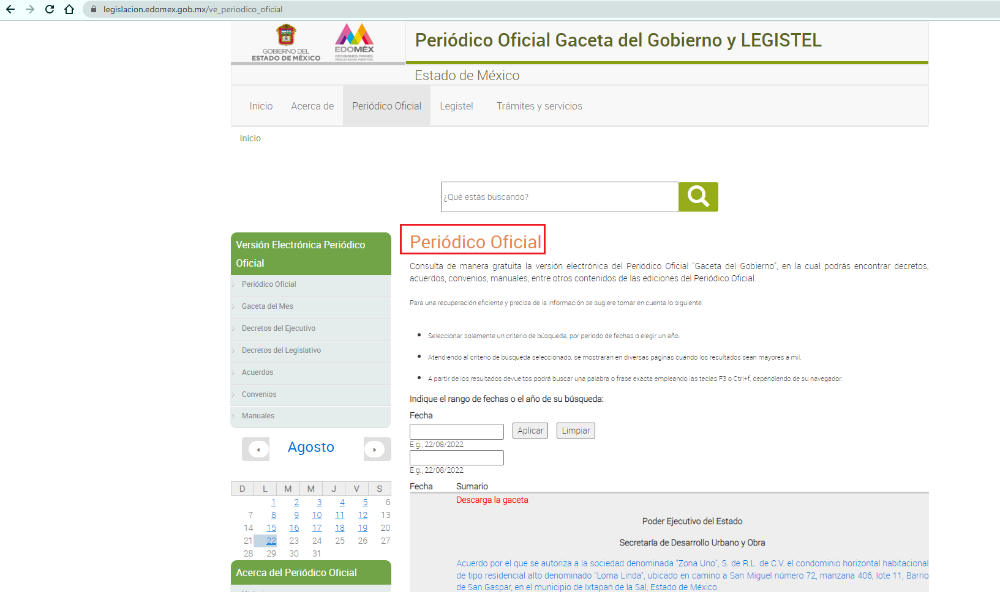 legislacion.edomex.gob.mx/ve_periodico_oficial
GOBIERNO DEL
ESTADO DE MÉXICO
EDOMÉX
DECISIONES FIRMES,
RESULTADOS FUERTES.
Periódico Oficial Gaceta del Gobierno y LEGISTEL
Estado de México
Inicio Acerca de Periódico Oficial Legistel Trámites y servicios
Inicio
¿Qué estás buscando?
Versión Electrónica Periódico
Oficial
Periódico Oficial
Gaceta del Mes
Decretos del Ejecutivo
Decretos del Legislativo
Acuerdos
Convenios
Manuales
« Agosto »
D L M M J V S
1 2 3 4 5 6
7 8 9 10 11 12 13
14 15 16 17 18 19 20
21 22 23 24 25 26 27
28 29 30 31
Acerca del Periódico Oficial
Periódico Oficial
Consulta de manera gratuita la versión electrónica del Periódico Oficial "Gaceta del Gobierno", en la cual podrás encontrar decretos,
acuerdos, convenios, manuales, entre otros contenidos de las ediciones del Periódico Oficial.
Para una recuperación eficiente y precisa de la información se sugiere tomar en cuenta lo siguiente:
• Seleccionar solamente un criterio de búsqueda, por período de fechas o elegir un año.
• Atendiendo al criterio de búsqueda seleccionado, se mostraran en diversas páginas cuando los resultados sean mayores a mil.
• A partir de los resultados devueltos podrá buscar una palabra o frase exacta empleando las teclas F3 o Ctrl+f, dependiendo de su navegador.
Indique el rango de fechas o el año de su búsqueda:
Fecha
Aplicar Limpiar
E.g., 22/08/2022
E.g., 22/08/2022
Fecha Sumario
Descarga la gaceta
Poder Ejecutivo del Estado
Secretaría de Desarrollo Urbano y Obra
Acuerdo por el que se autoriza a la sociedad denominada "Zona Uno", S. de R.L. de C.V. el condominio horizontal habitacional
de tipo residencial alto denominado "Loma Linda", ubicado en camino a San Miguel número 72, manzana 406, lote 11, Barrio
de San Gaspar, en el municipio de Ixtapan de la Sal, Estado de México.